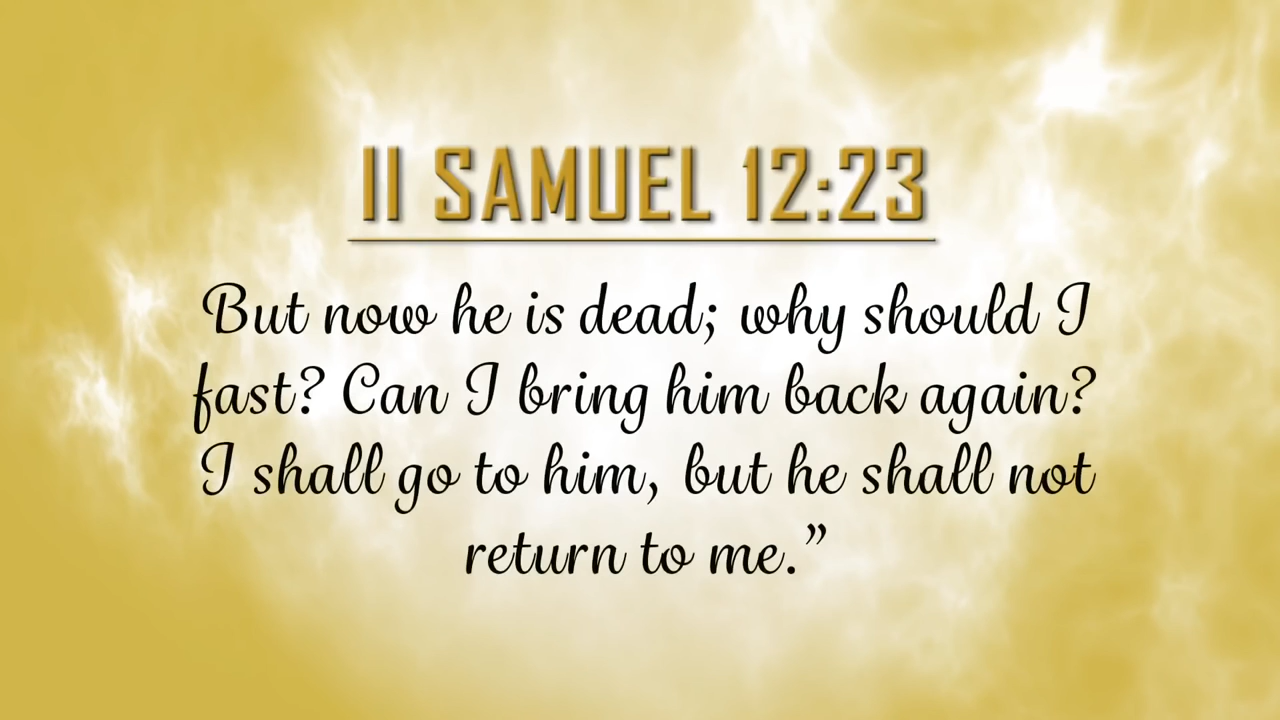 II SAMUEL 12:23
But now he is dead; why should I
fast? Can I bring him back again?
I shall go to him, but he shall not
return to me.”